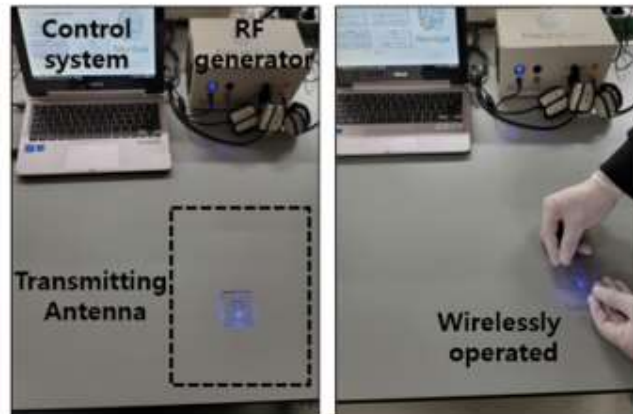 Control
system
RF
generator
Transmitting
Antenna
Wirelessly
operated